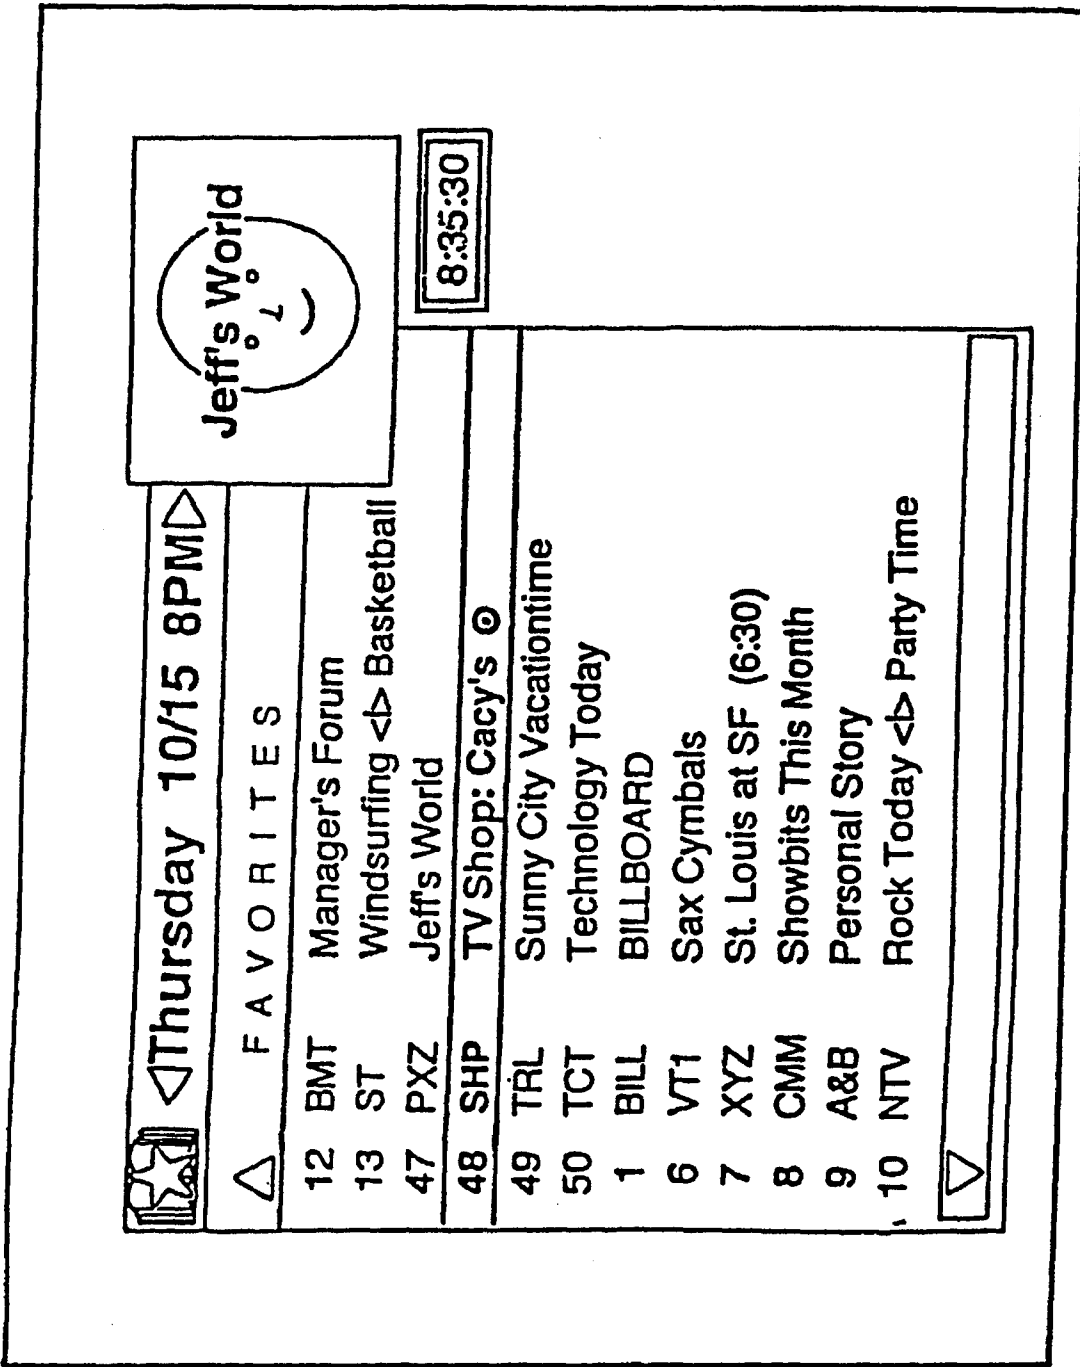 Thursday 10/15 8PM
Jeff's World
FAVORITES
8:35:30
12 BMT Manager's Forum
13 ST Windsurfing <|> Basketball
47 PXZ Jeff's World
48 SHP TV Shop: Cacy's ⊙
49 TRL Sunny City Vacationtime
50 TCT Technology Today
1 BILL BILLBOARD
6 VT1 Sax Cymbals
7 XYZ St. Louis at SF (6:30)
8 CMM Showbits This Month
9 A&B Personal Story
10 NTV Rock Today <|> Party Time